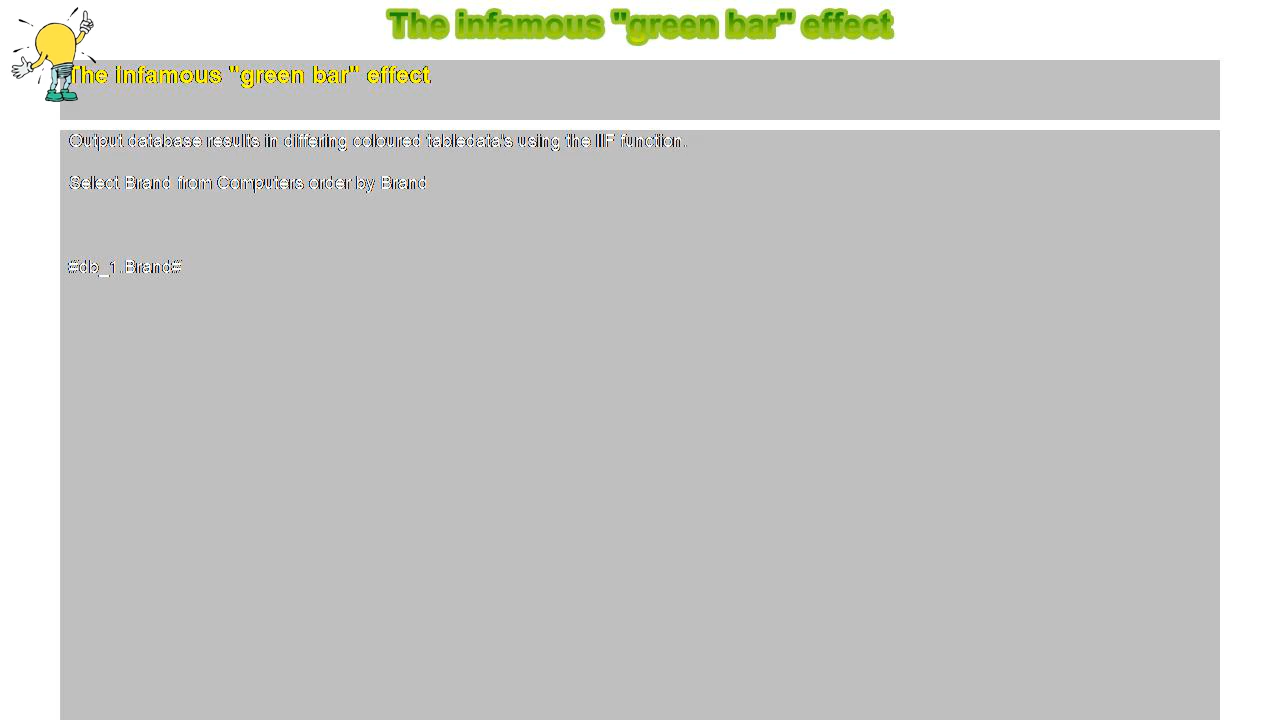 The infamous "green bar" effect
The infamous "green bar" effect
Output database results in differing coloured tabledata's using the IIF function.
Select Brand from Computers order by Brand
#db_1.Brand#